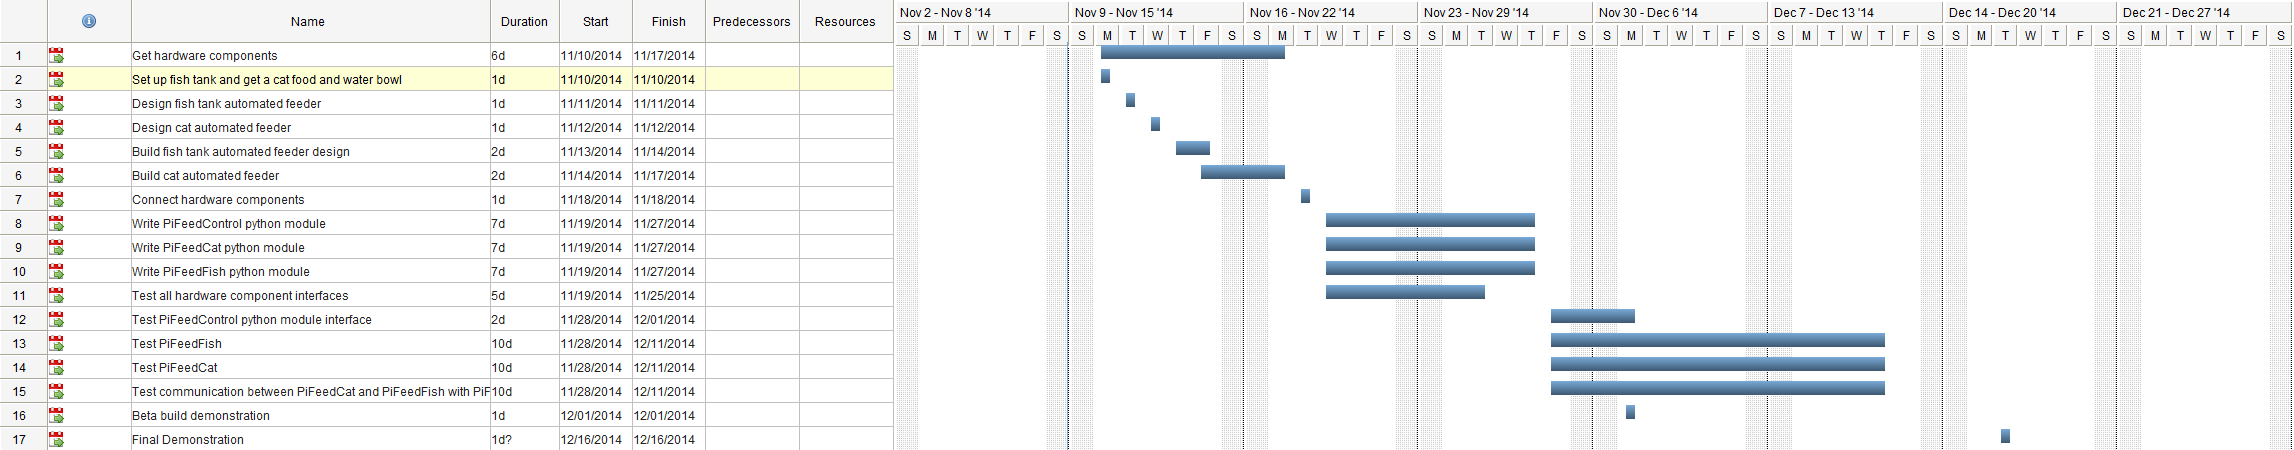 Name Duration Start Finish Predecessors Resources Nov 2 - Nov 8 '14 Nov 9 - Nov 15 '14 Nov 16 - Nov 22 '14 Nov 23 - Nov 29 '14 Nov 30 - Dec 6 '14 Dec 7 - Dec 13 '14 Dec 14 - Dec 20 '14 Dec 21 - Dec 27 '14
S M T W T F S S M T W T F S S M T W T F S S M T W T F S S M T W T F S S M T W T F S S M T W T F S S M T W T F S
1 Get hardware components 6d 11/10/2014 11/17/2014
2 Set up fish tank and get a cat food and water bowl 1d 11/10/2014 11/10/2014
3 Design fish tank automated feeder 1d 11/11/2014 11/11/2014
4 Design cat automated feeder 1d 11/12/2014 11/12/2014
5 Build fish tank automated feeder design 2d 11/13/2014 11/14/2014
6 Build cat automated feeder 2d 11/14/2014 11/17/2014
7 Connect hardware components 1d 11/18/2014 11/18/2014
8 Write PiFeedControl python module 7d 11/19/2014 11/27/2014
9 Write PiFeedCat python module 7d 11/19/2014 11/27/2014
10 Write PiFeedFish python module 7d 11/19/2014 11/27/2014
11 Test all hardware component interfaces 5d 11/19/2014 11/25/2014
12 Test PiFeedControl python module interface 2d 11/28/2014 12/01/2014
13 Test PiFeedFish 10d 11/28/2014 12/11/2014
14 Test PiFeedCat 10d 11/28/2014 12/11/2014
15 Test communication between PiFeedCat and PiFeedFish with PiF 10d 11/28/2014 12/11/2014
16 Beta build demonstration 1d 12/01/2014 12/01/2014
17 Final Demonstration 1d? 12/16/2014 12/16/2014